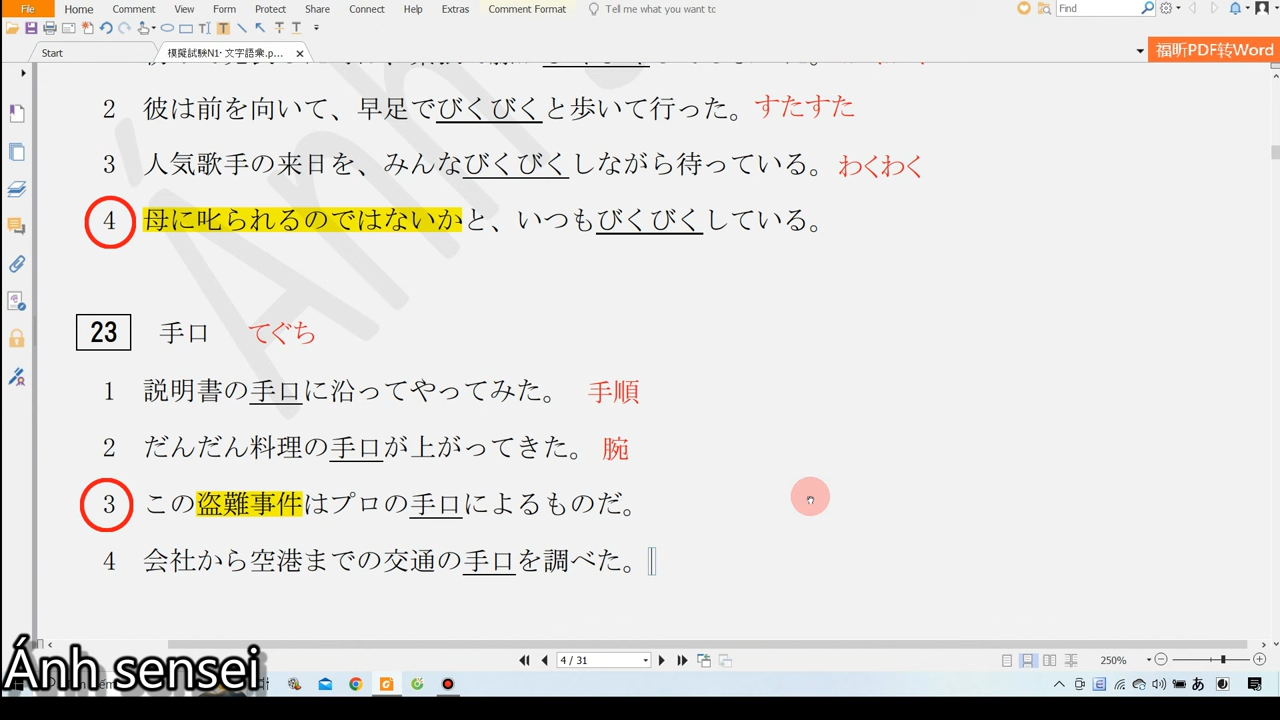 File Home Comment View Form Protect Share Connect Help Extras Comment Format Tell me what you want to Find
Start 模擬試験N1- 文字語彙.p...
福昕PDF转Word
2 彼は前を向いて、早足でびくびくと歩いて行った。 すたすた
3 人気歌手の来日を、みんなびくびくしながら待っている。 わくわく
4 母に叱られるのではないかと、いつもびくびくしている。
23 手口 てぐち
1 説明書の手口に沿ってやってみた。 手順
2 だんだん料理の手口が上がってきた。 腕
3 この盗難事件はプロの手口によるものだ。
4 会社から空港までの交通の手口を調べた。
Ánh sensei
4 / 31
250%